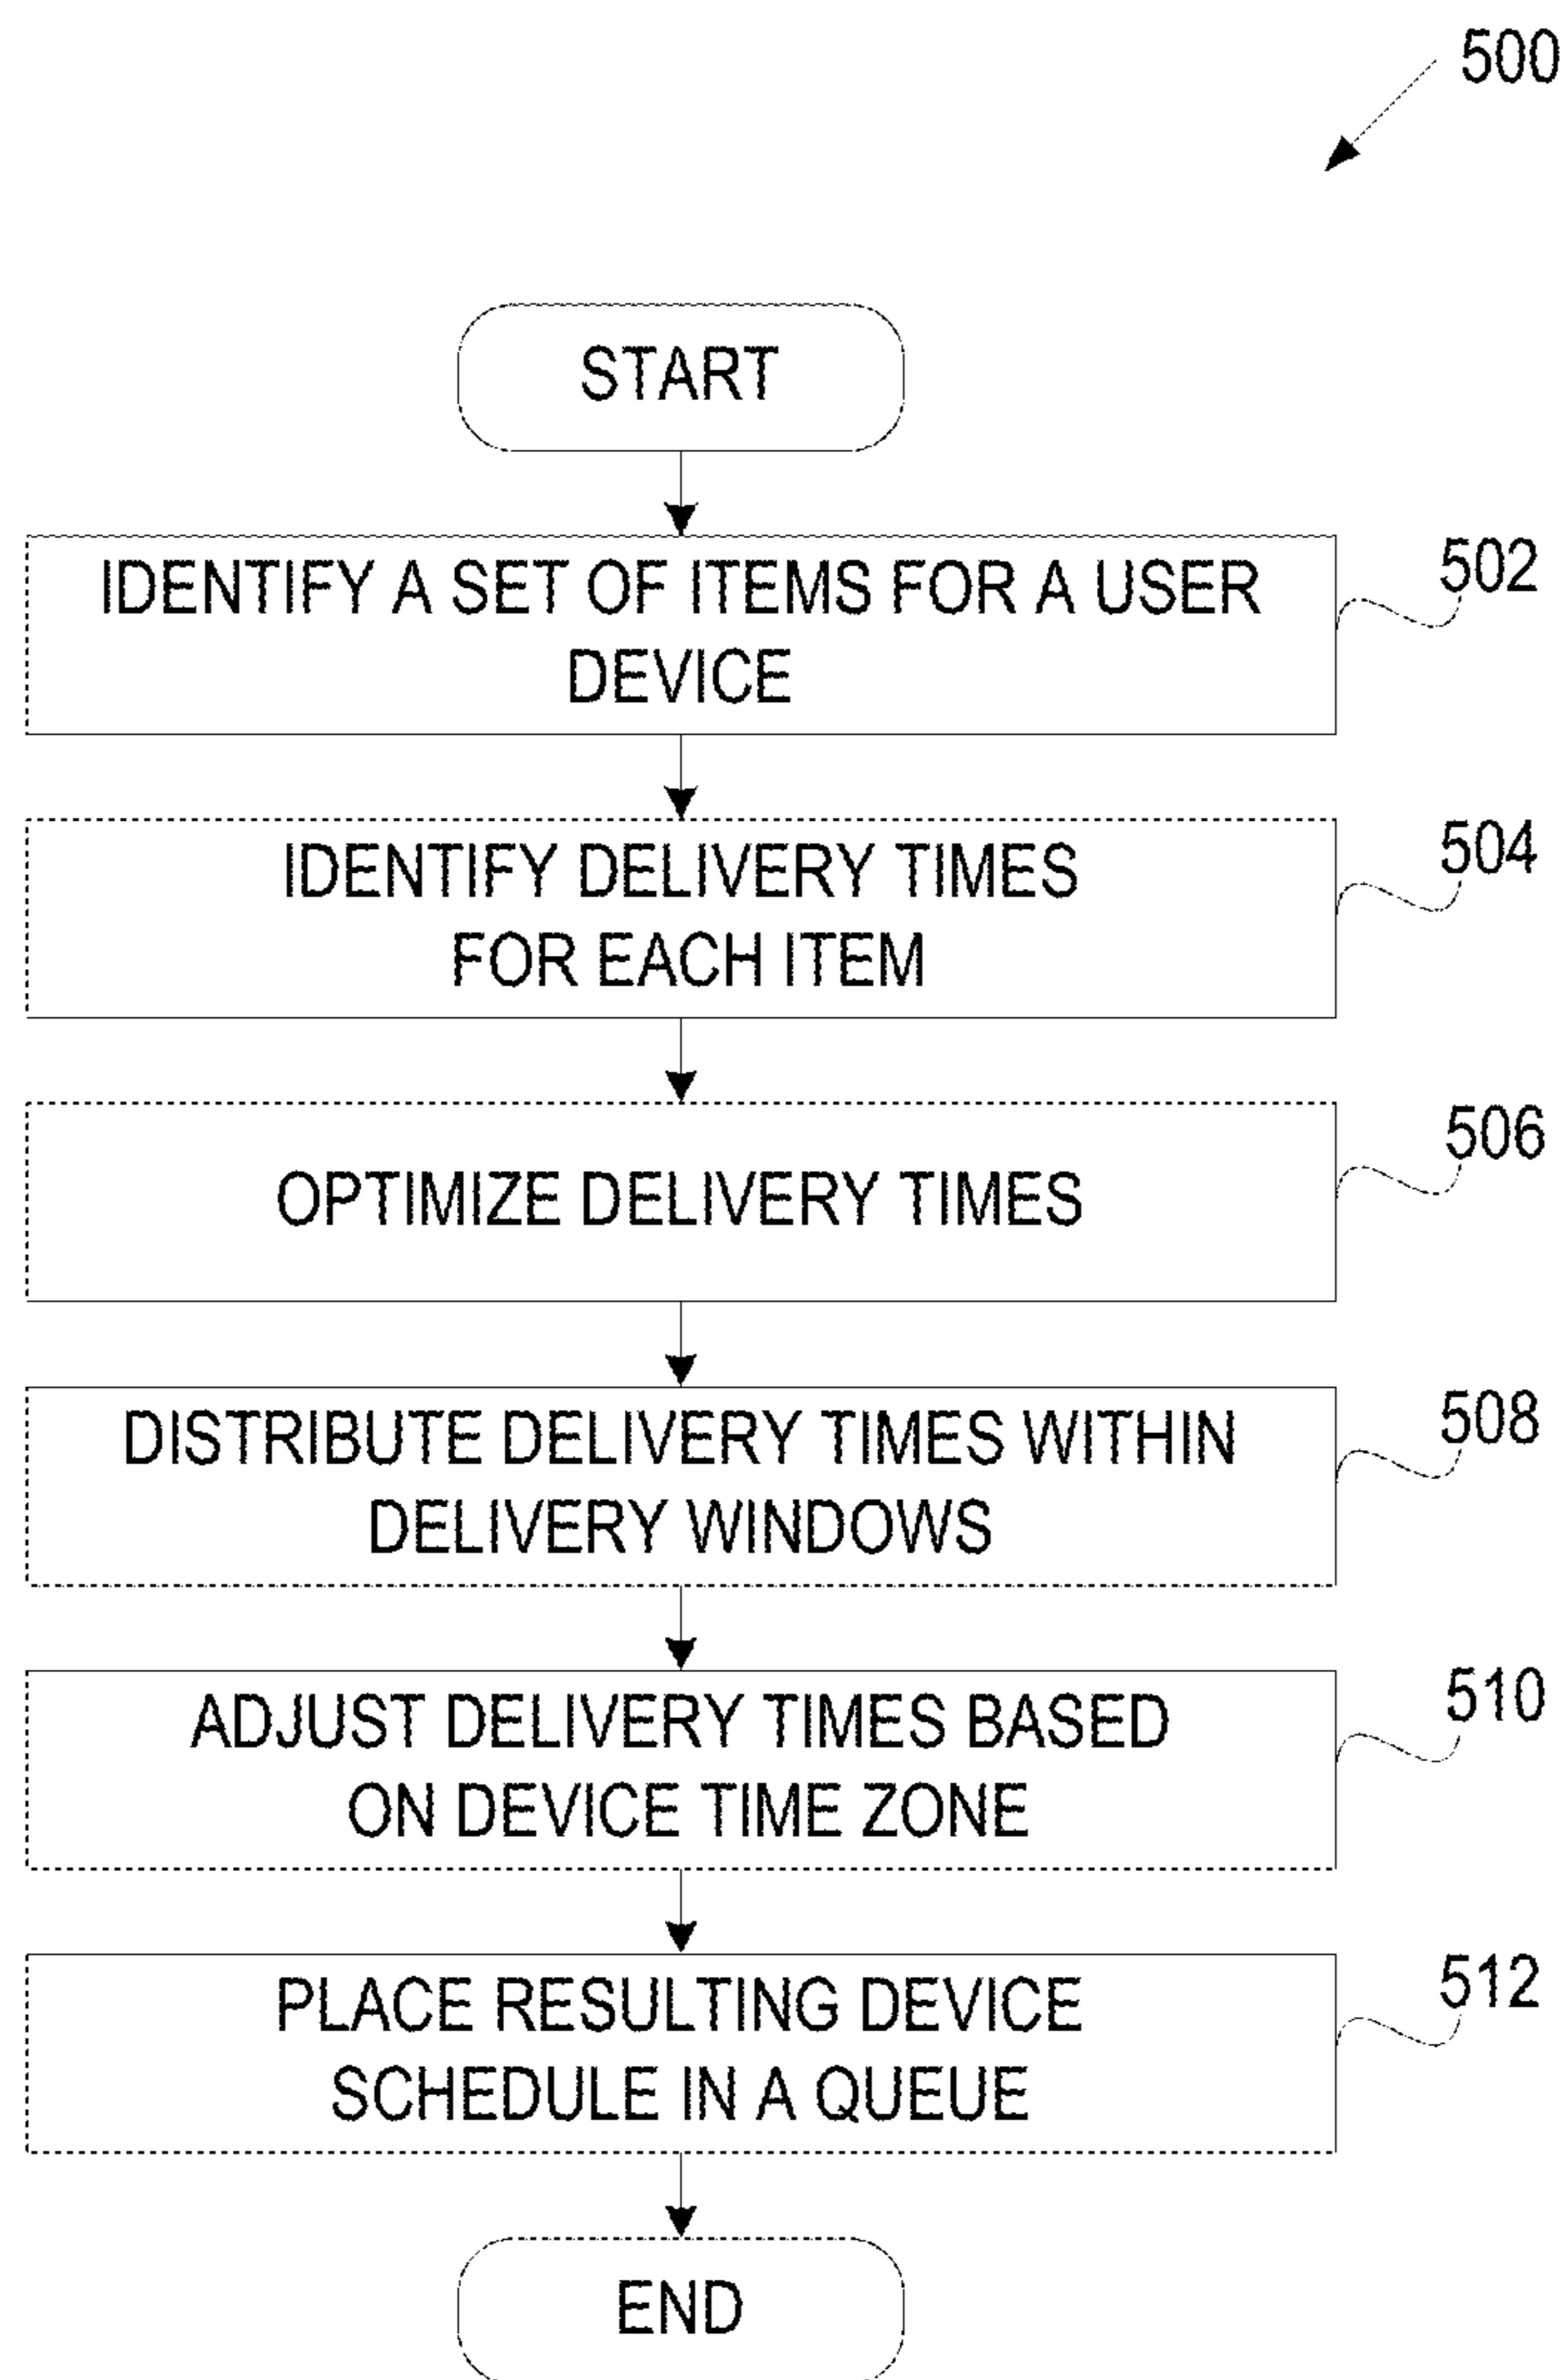 500
START
502
IDENTIFY A SET OF ITEMS FOR A USER
DEVICE
504
IDENTIFY DELIVERY TIMES
FOR EACH ITEM
506
OPTIMIZE DELIVERY TIMES
508
DISTRIBUTE DELIVERY TIMES WITHIN
DELIVERY WINDOWS
510
ADJUST DELIVERY TIMES BASED
ON DEVICE TIME ZONE
512
PLACE RESULTING DEVICE
SCHEDULE IN A QUEUE
END